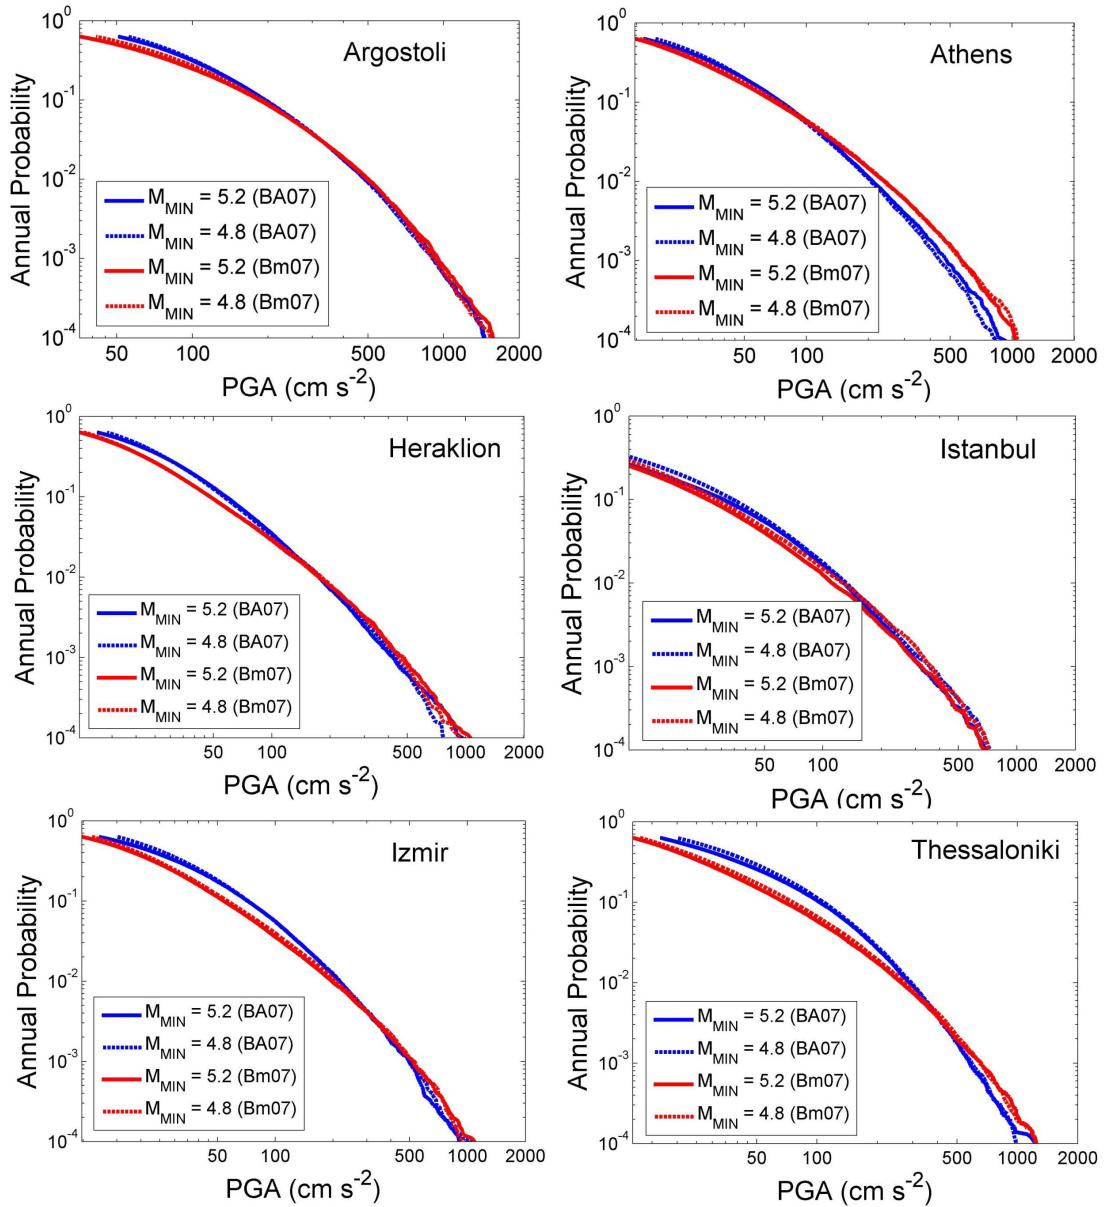 Argostoli
Annual Probability
10^0
10^-1
10^-2
10^-3
10^-4
M_MIN = 5.2 (BA07)
M_MIN = 4.8 (BA07)
M_MIN = 5.2 (Bm07)
M_MIN = 4.8 (Bm07)
50 100 500 1000 2000
PGA (cm s^-2)
Athens
Annual Probability
10^0
10^-1
10^-2
10^-3
10^-4
M_MIN = 5.2 (BA07)
M_MIN = 4.8 (BA07)
M_MIN = 5.2 (Bm07)
M_MIN = 4.8 (Bm07)
50 100 500 1000 2000
PGA (cm s^-2)
Heraklion
Annual Probability
10^0
10^-1
10^-2
10^-3
10^-4
M_MIN = 5.2 (BA07)
M_MIN = 4.8 (BA07)
M_MIN = 5.2 (Bm07)
M_MIN = 4.8 (Bm07)
50 100 500 1000 2000
PGA (cm s^-2)
Istanbul
Annual Probability
10^0
10^-1
10^-2
10^-3
10^-4
M_MIN = 5.2 (BA07)
M_MIN = 4.8 (BA07)
M_MIN = 5.2 (Bm07)
M_MIN = 4.8 (Bm07)
50 100 500 1000 2000
PGA (cm s^-2)
Izmir
Annual Probability
10^0
10^-1
10^-2
10^-3
10^-4
M_MIN = 5.2 (BA07)
M_MIN = 4.8 (BA07)
M_MIN = 5.2 (Bm07)
M_MIN = 4.8 (Bm07)
50 100 500 1000 2000
PGA (cm s^-2)
Thessaloniki
Annual Probability
10^0
10^-1
10^-2
10^-3
10^-4
M_MIN = 5.2 (BA07)
M_MIN = 4.8 (BA07)
M_MIN = 5.2 (Bm07)
M_MIN = 4.8 (Bm07)
50 100 500 1000 2000
PGA (cm s^-2)